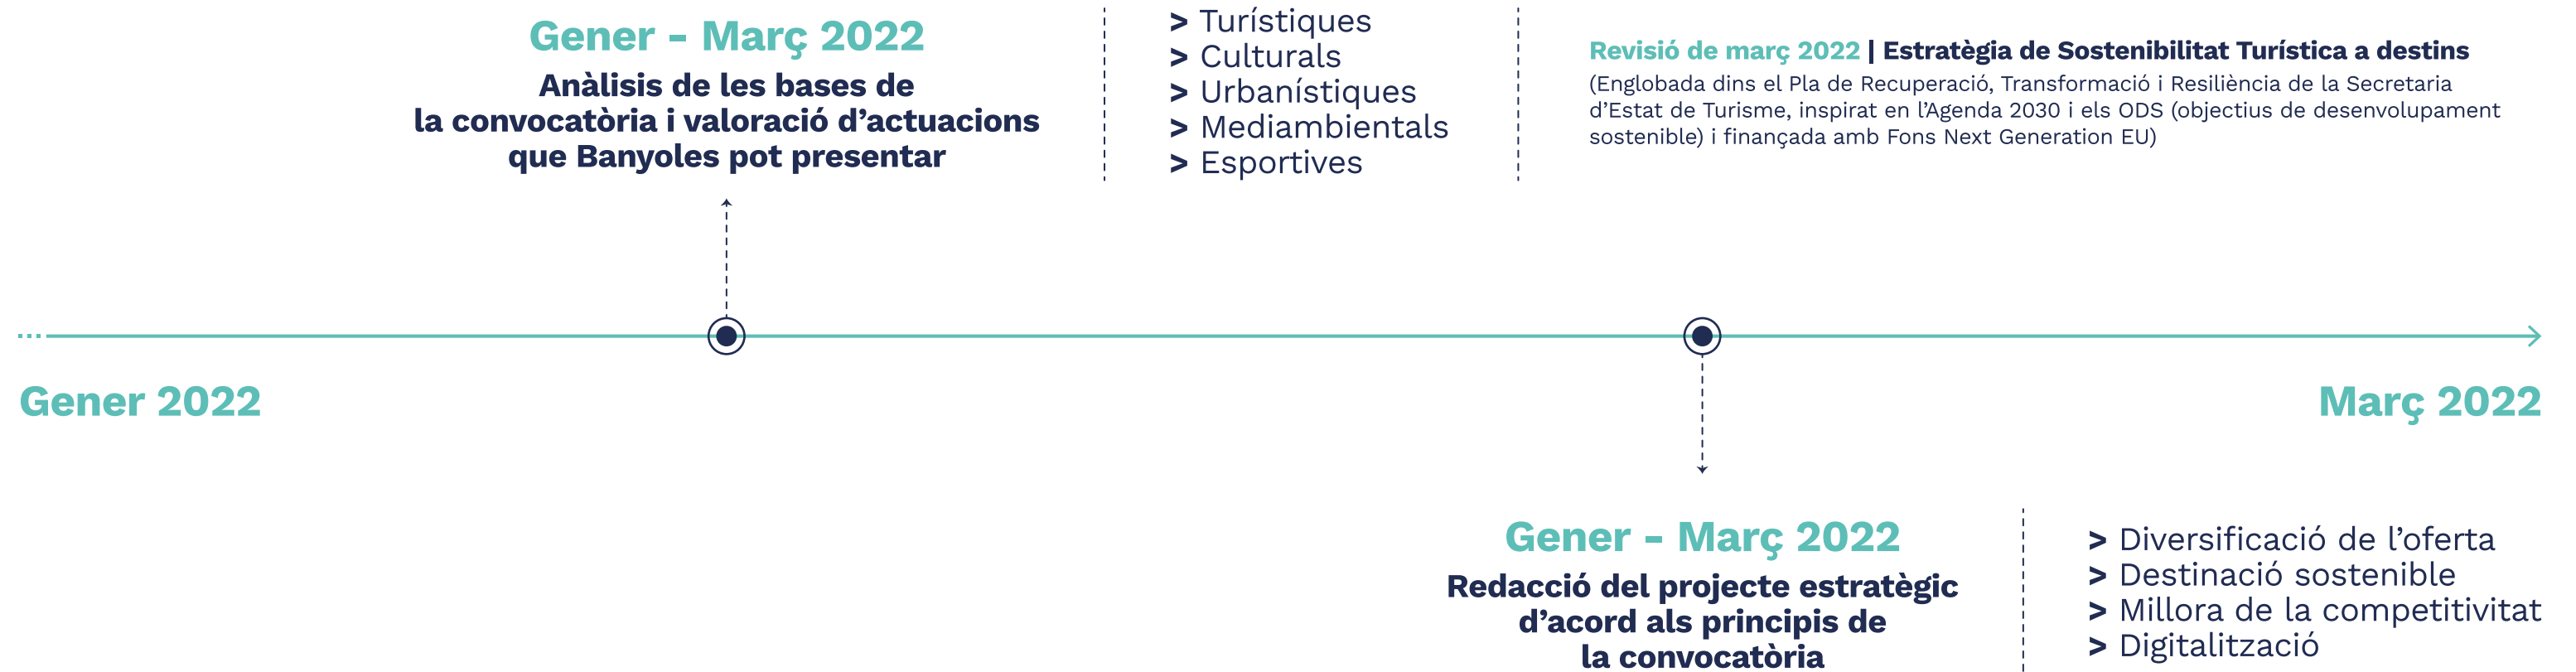 Gener - Març 2022
Anàlisis de les bases de
la convocatòria i valoració d’actuacions
que Banyoles pot presentar
> Turístiques
> Culturals
> Urbanístiques
> Mediambientals
> Esportives
Revisió de març 2022 | Estratègia de Sostenibilitat Turística a destins
(Englobada dins el Pla de Recuperació, Transformació i Resiliència de la Secretaria
d’Estat de Turisme, inspirat en l’Agenda 2030 i els ODS (objectius de desenvolupament
sostenible) i finançada amb Fons Next Generation EU)
Gener 2022
Març 2022
Gener - Març 2022
Redacció del projecte estratègic
d’acord als principis de
la convocatòria
> Diversificació de l’oferta
> Destinació sostenible
> Millora de la competitivitat
> Digitalització